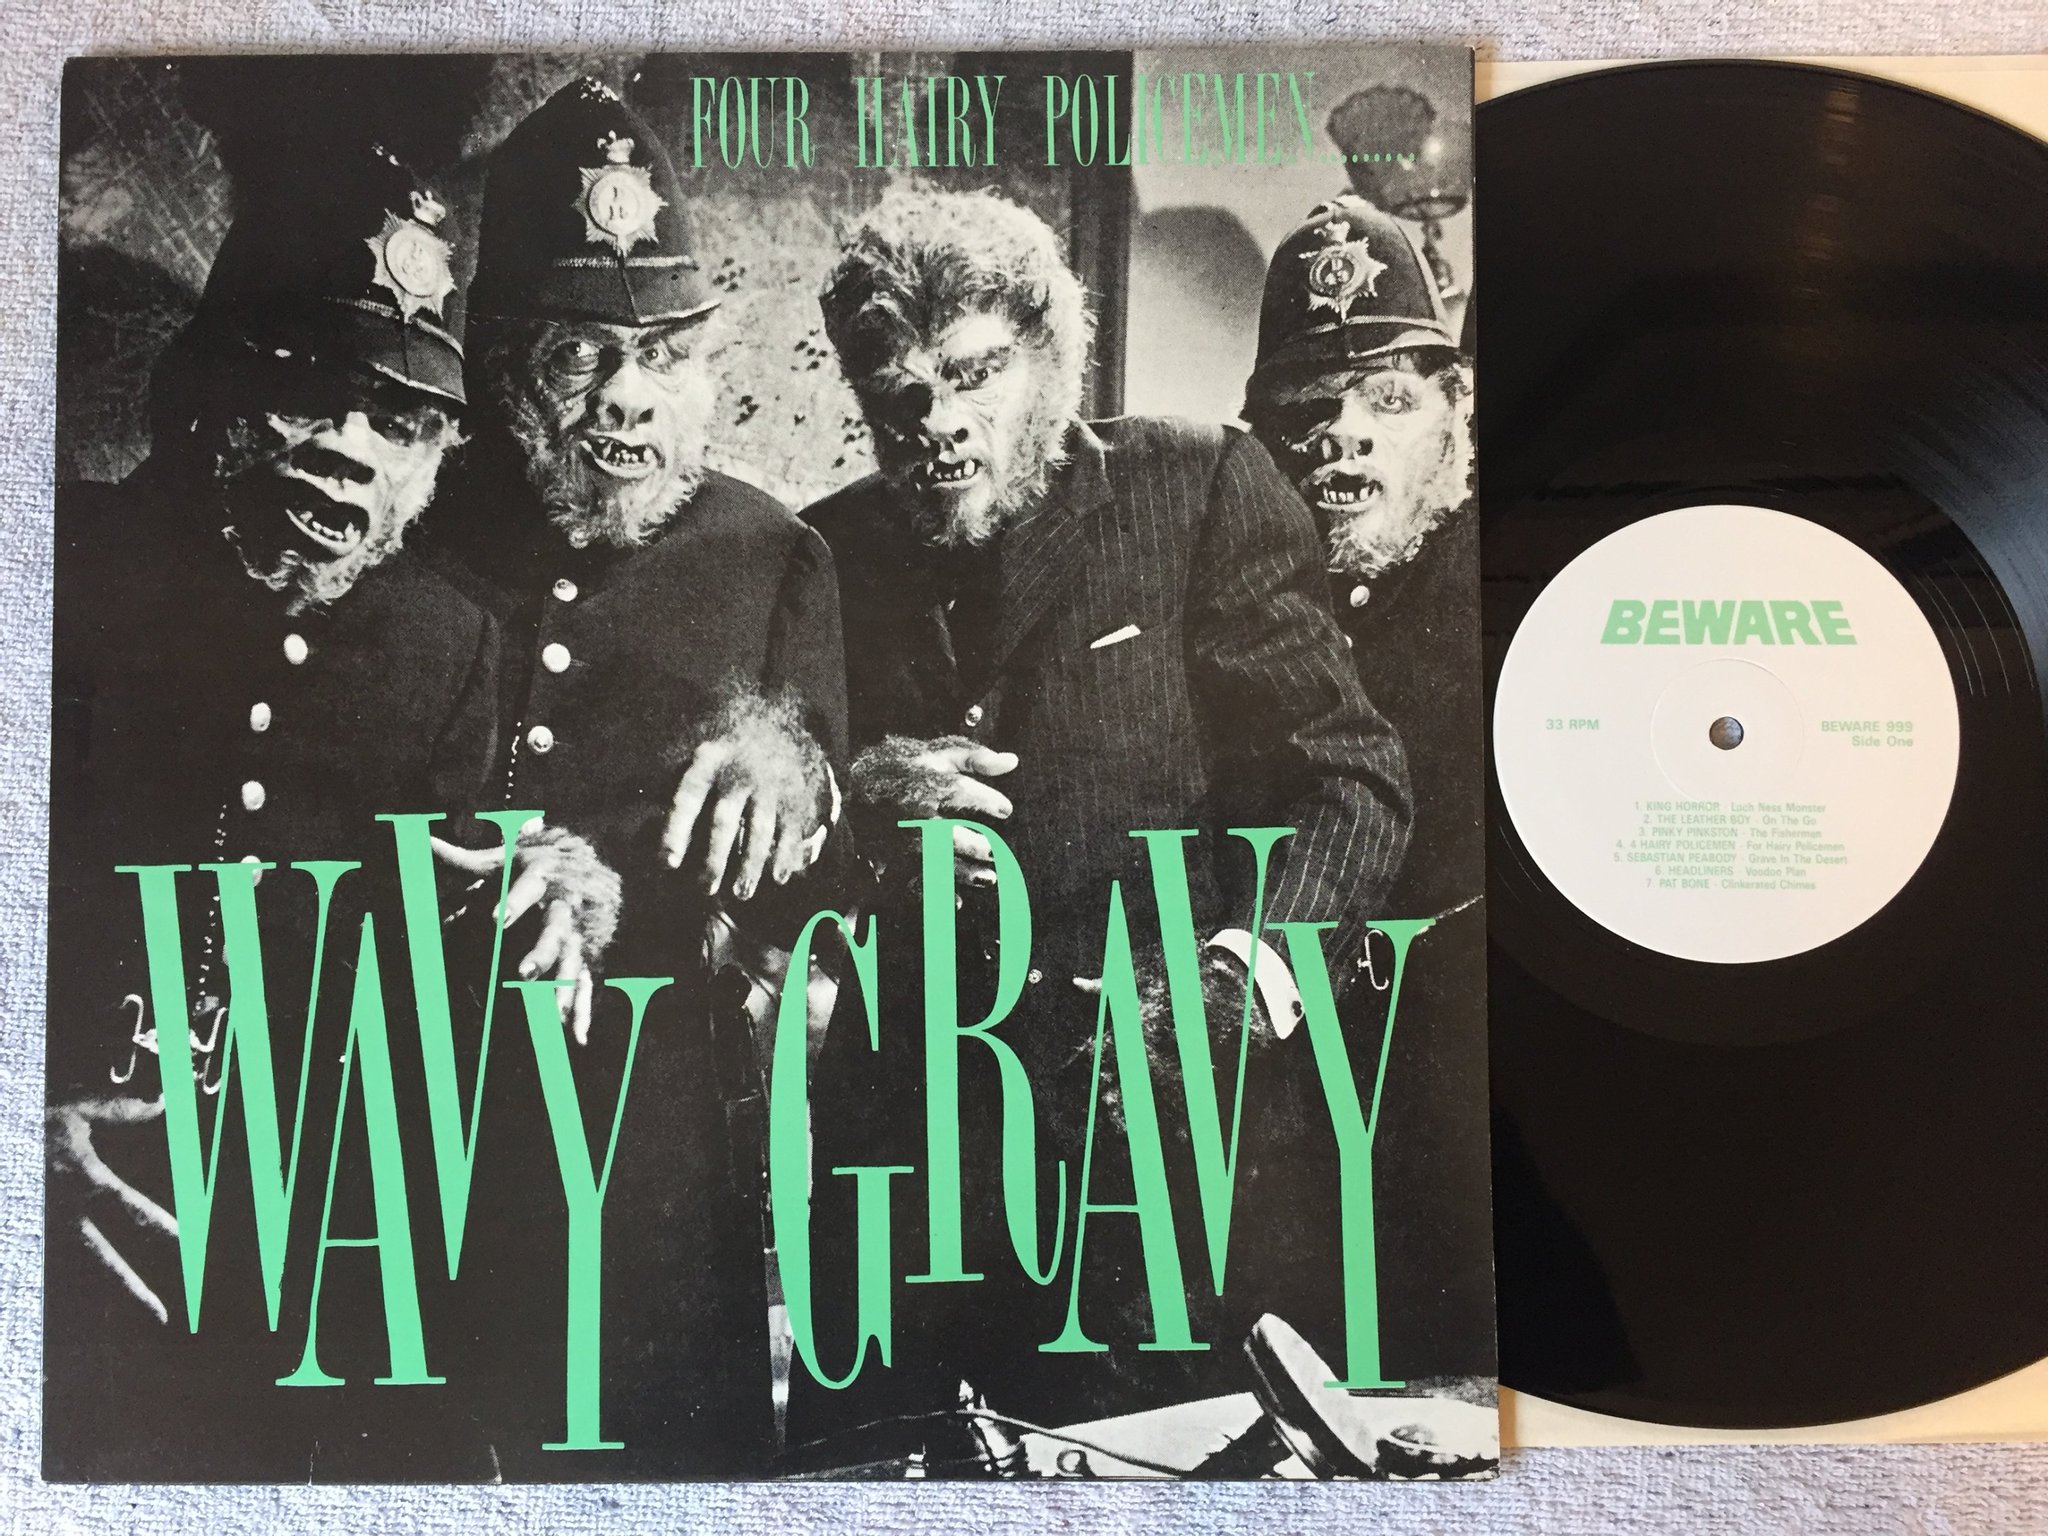 FOUR HAIRY POLICEMEN.........
WAVY GRAVY
BEWARE
33 RPM
BEWARE 999
Side One
1. KING HORROR - Loch Ness Monster
2. THE LEATHER BOY - On The Go
3. PINKY PINKSTON - The Fishermen
4. 4 HAIRY POLICEMEN - For Hairy Policemen
5. SEBASTIAN PEABODY - Grave In The Desert
6. HEADLINERS - Voodoo Plan
7. PAT BONE - Clinkerated Chimes